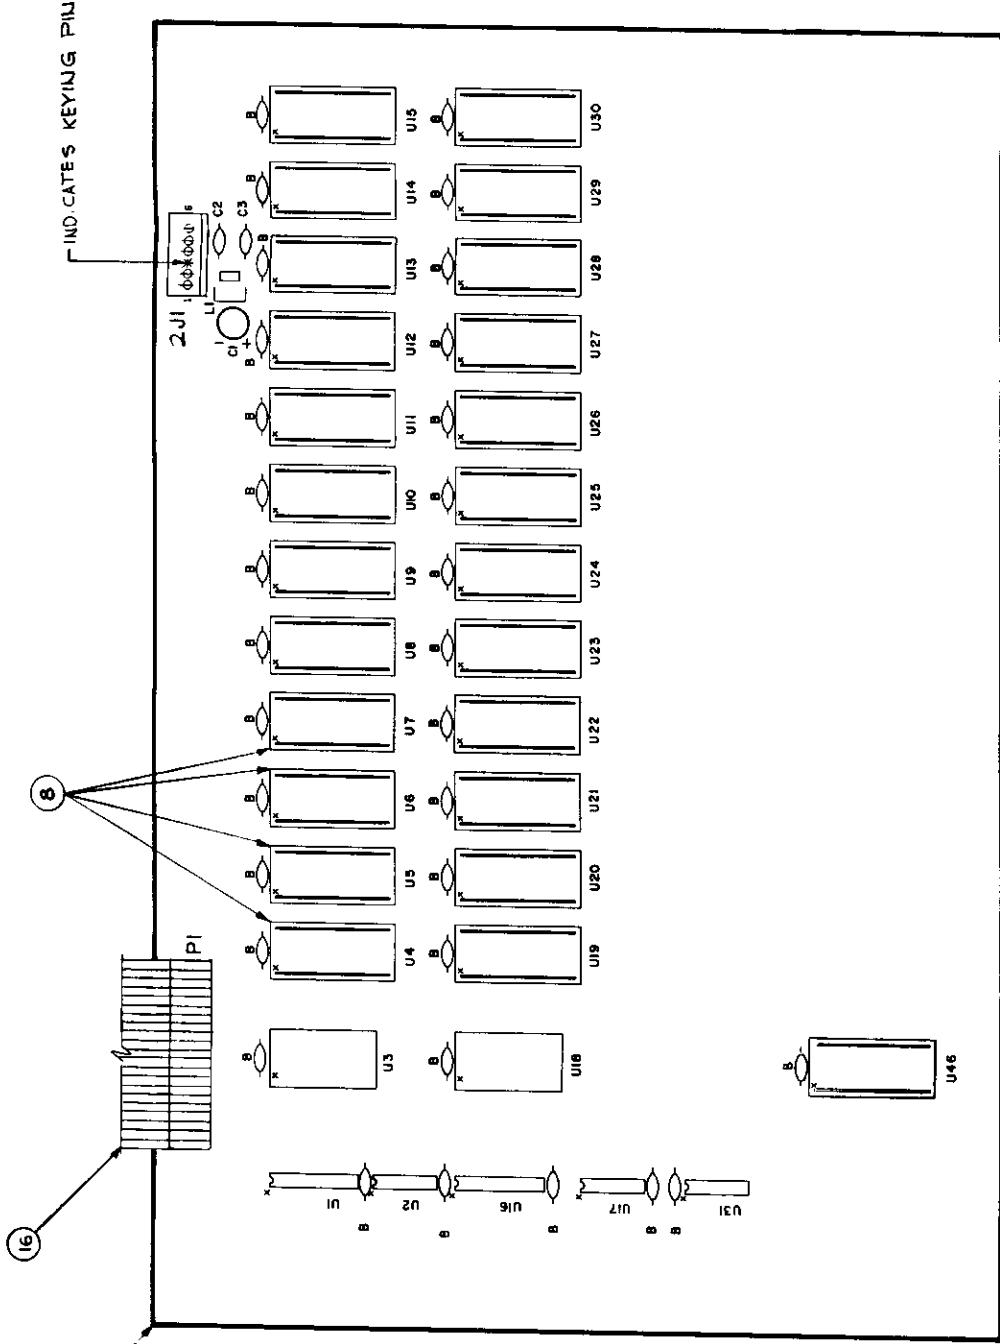 IND.CATES KEYING PIN
2J1
1
6
C2
C3
L1
C1
+
B
U15
B
U30
B
U14
B
U29
B
U13
B
U28
B
U12
B
U27
B
U11
B
U26
B
U10
B
U25
B
U9
B
U24
B
U8
B
U23
B
U7
B
U22
8
B
U6
B
U21
B
U5
B
U20
B
U4
B
U19
P1
B
U3
B
U18
B
U46
16
U1
B
U2
B
U16
B
U17
B
B
U31